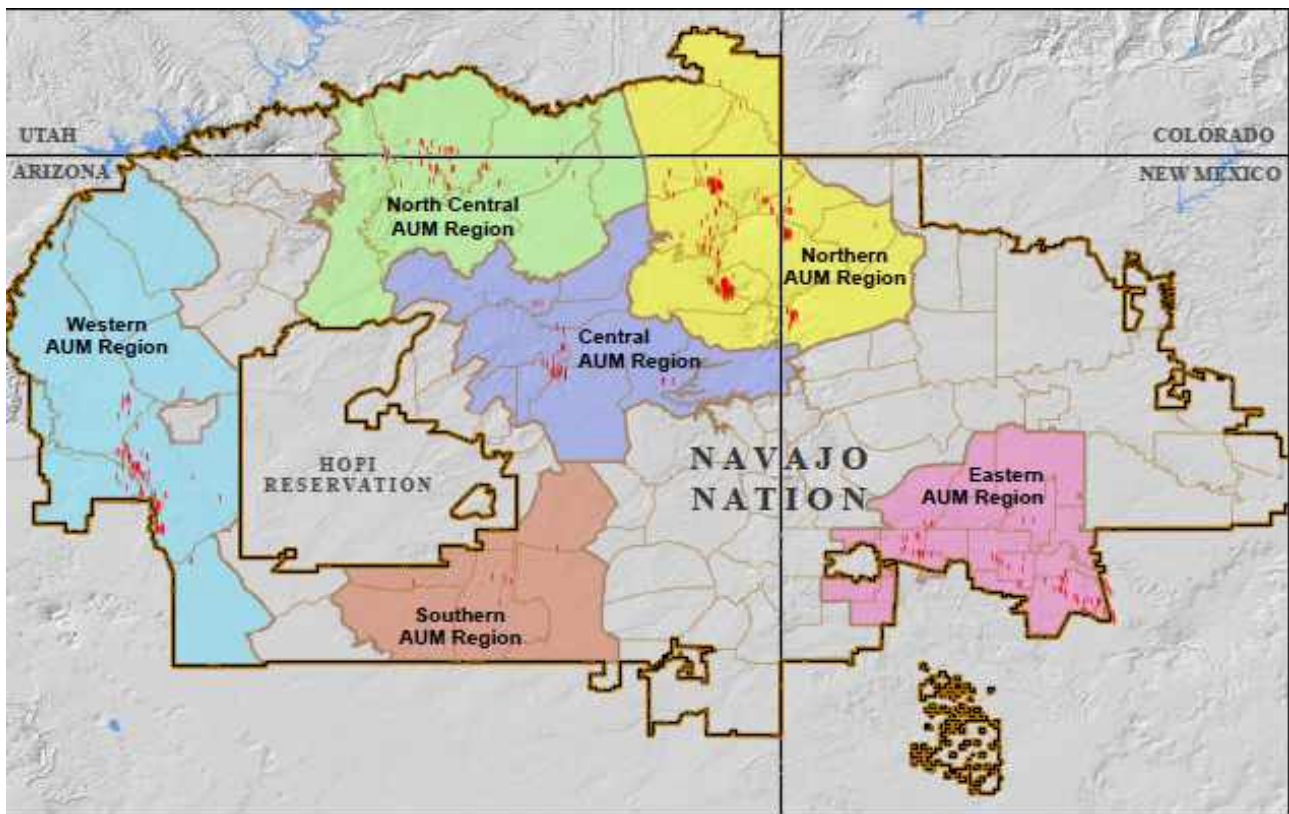 UTAH
COLORADO
ARIZONA
NEW MEXICO
North Central
AUM Region
Northern
AUM Region
Western
AUM Region
Central
AUM Region
HOPI
RESERVATION
NAVAJO
NATION
Eastern
AUM Region
Southern
AUM Region